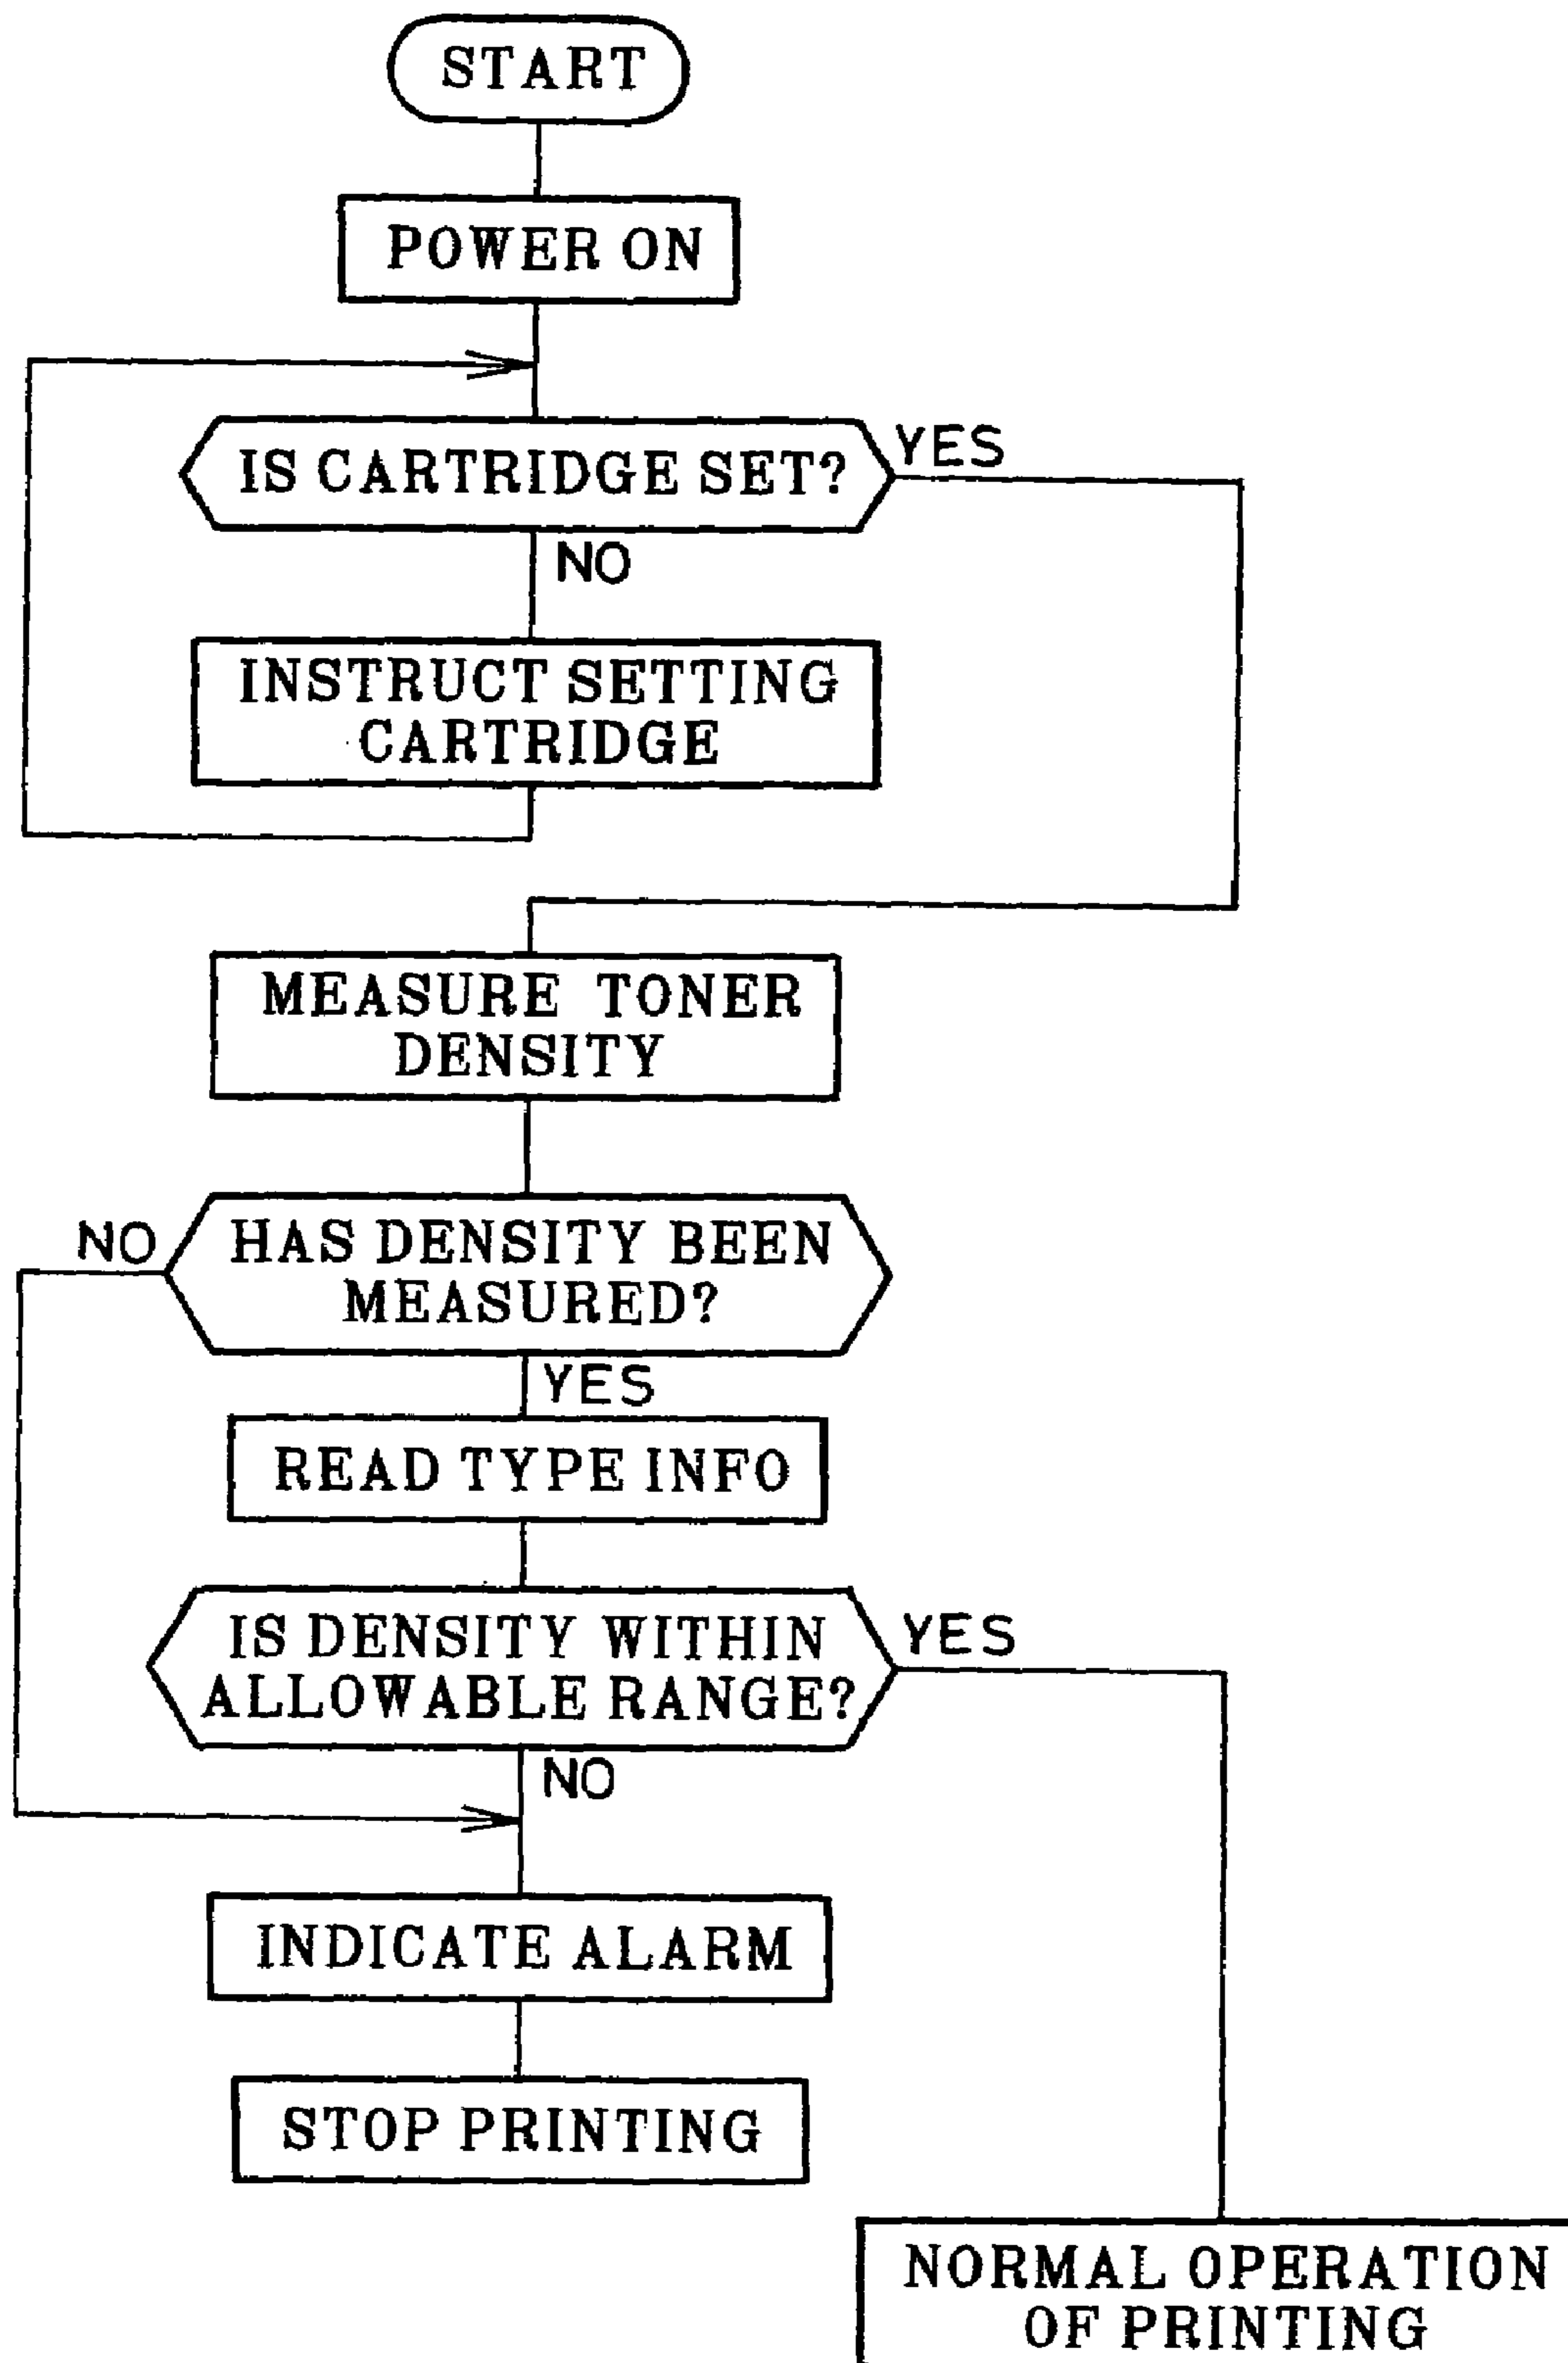 START
POWER ON
IS CARTRIDGE SET?
YES
NO
INSTRUCT SETTING
CARTRIDGE
MEASURE TONER
DENSITY
NO
HAS DENSITY BEEN
MEASURED?
YES
READ TYPE INFO
IS DENSITY WITHIN
ALLOWABLE RANGE?
YES
NO
INDICATE ALARM
STOP PRINTING
NORMAL OPERATION
OF PRINTING